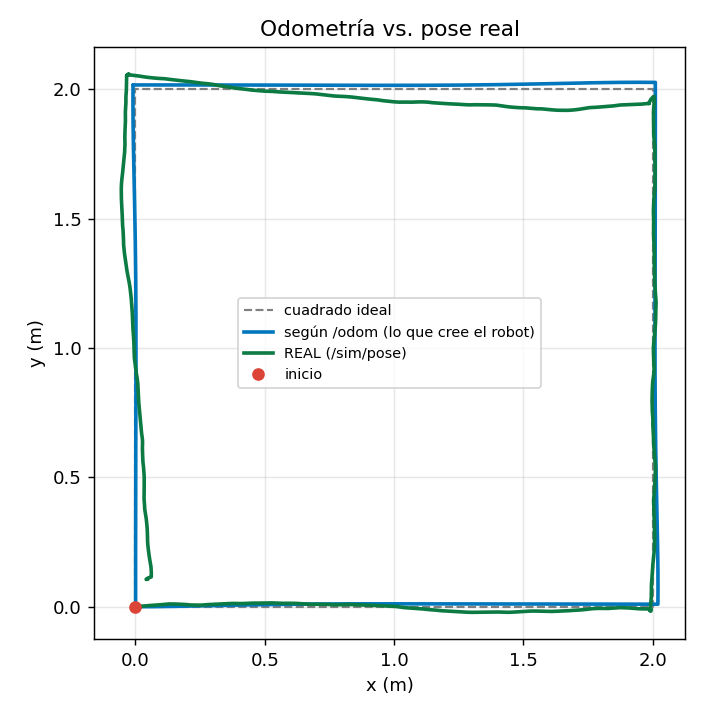 Odometría vs. pose real
y (m)
2.0
1.5
1.0
0.5
0.0
cuadrado ideal
según /odom (lo que cree el robot)
REAL (/sim/pose)
inicio
0.0 0.5 1.0 1.5 2.0
x (m)